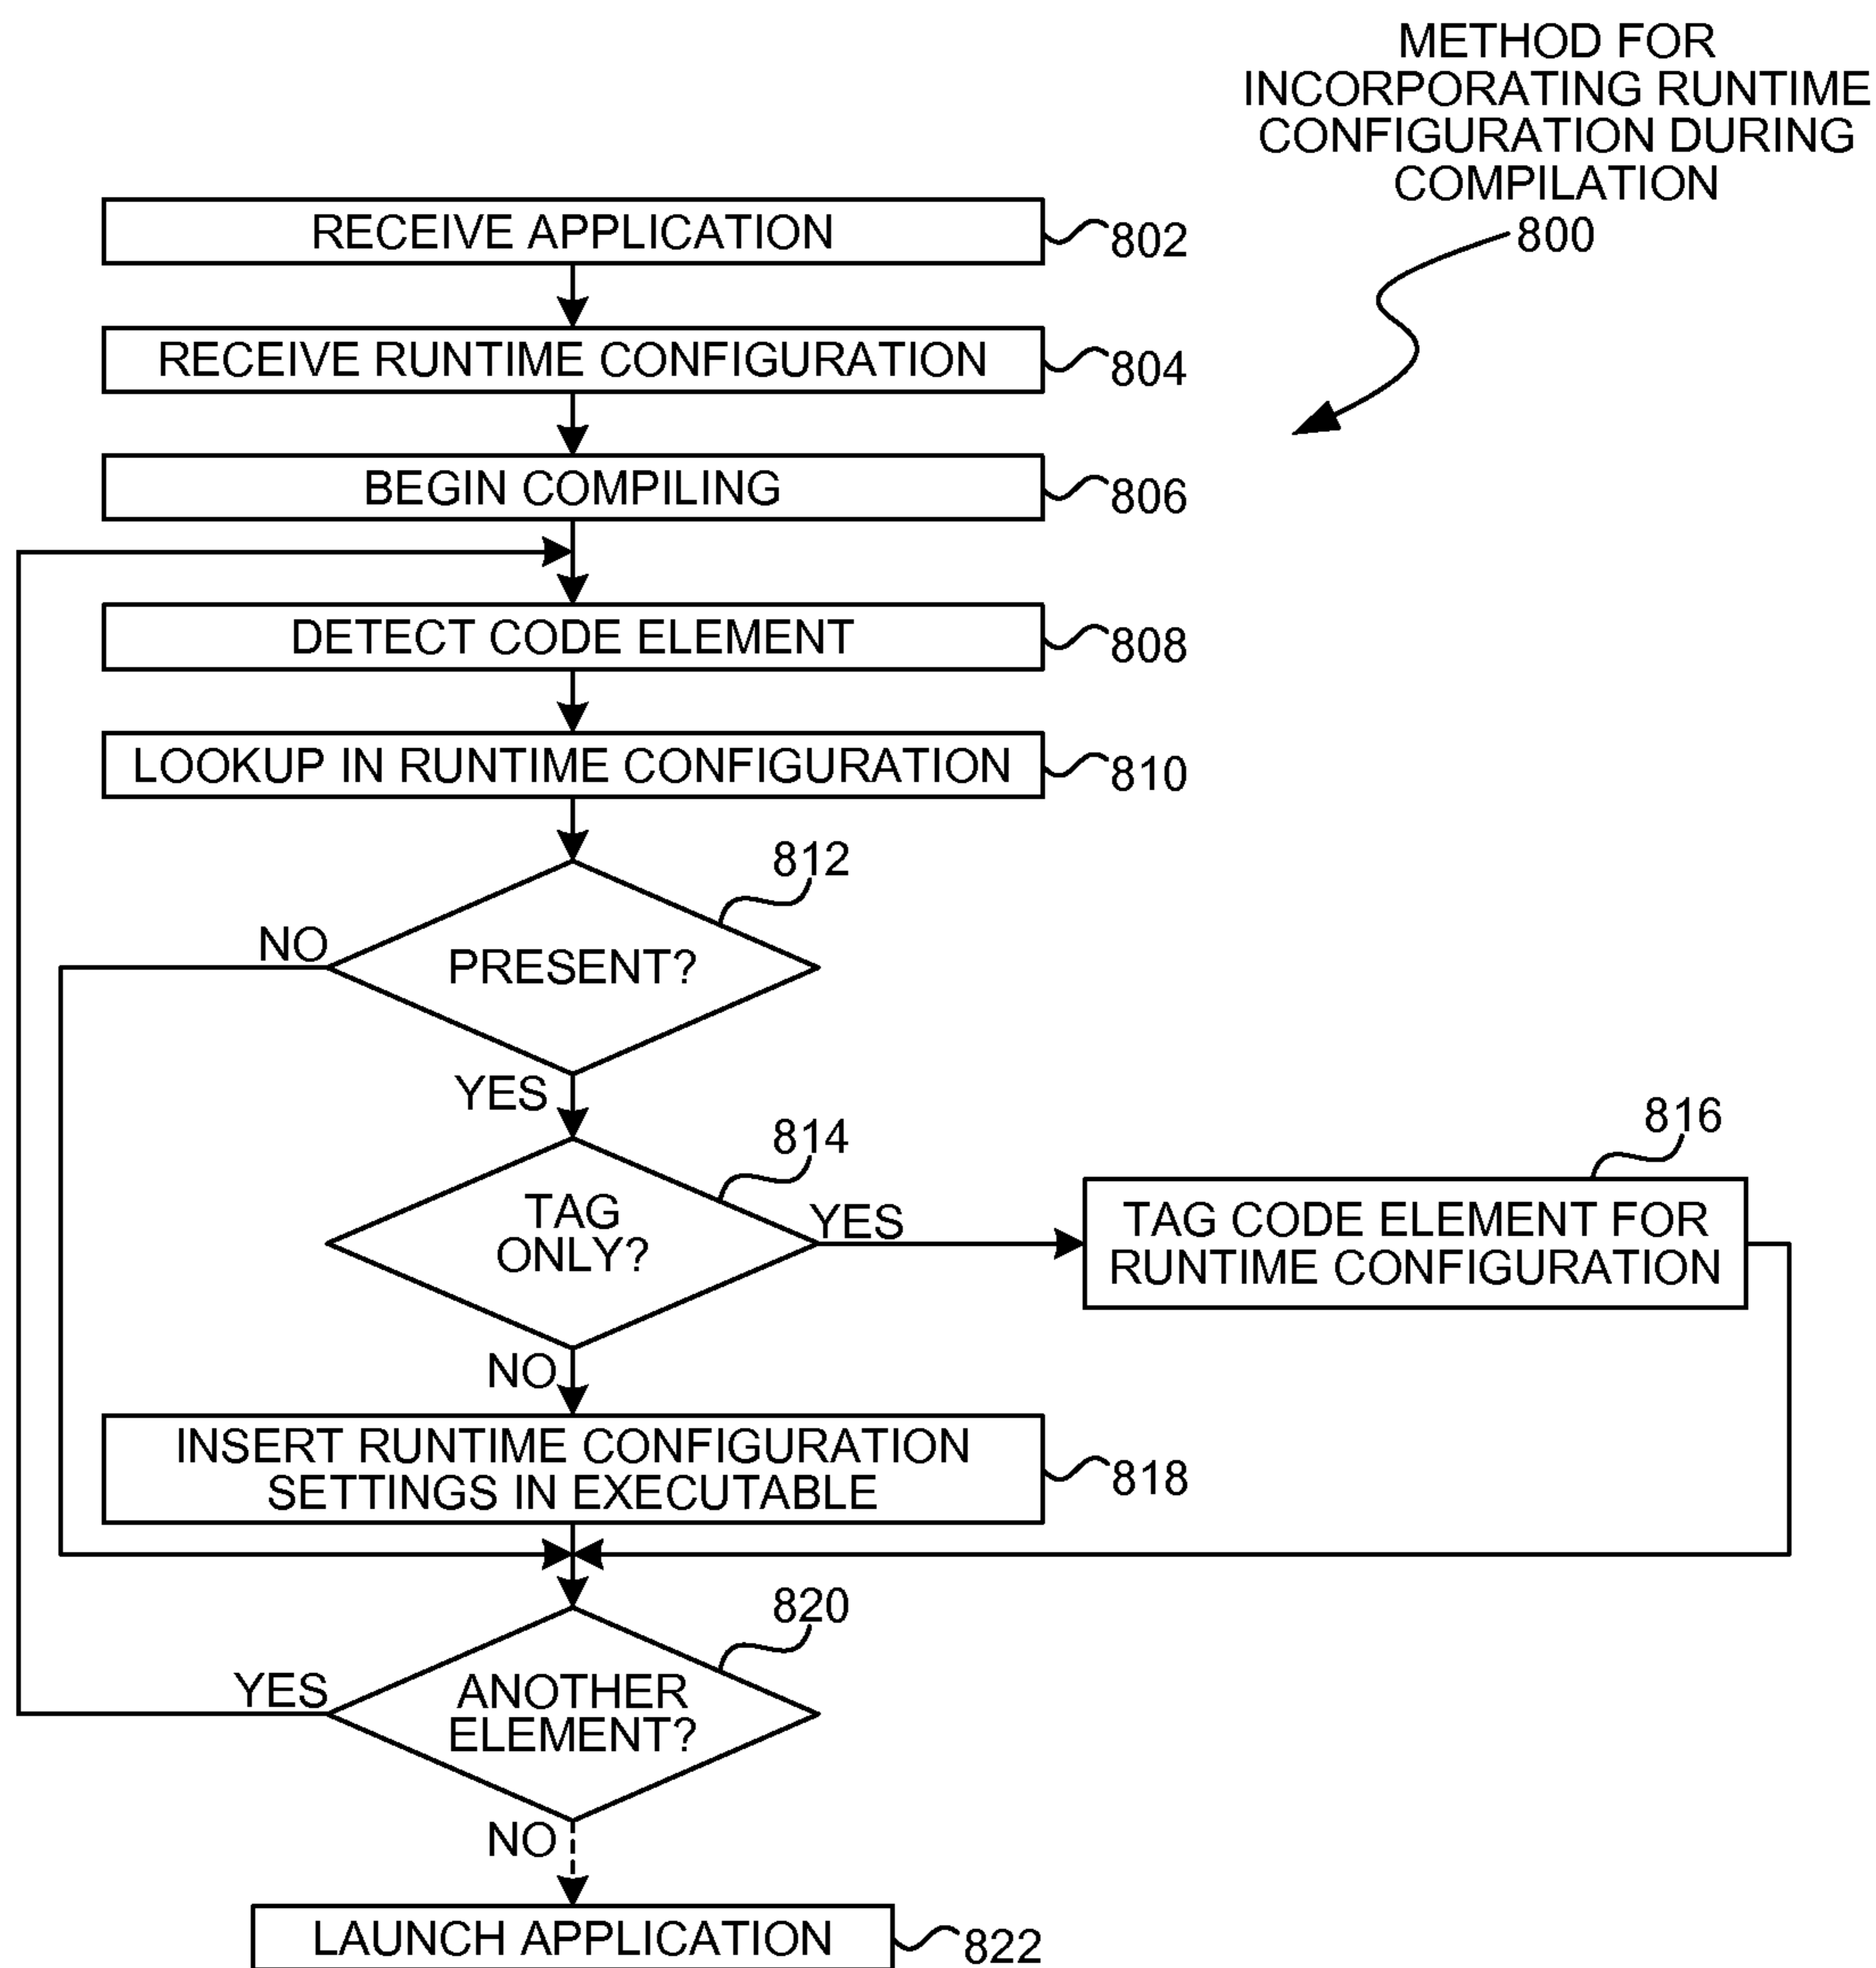 METHOD FOR
INCORPORATING RUNTIME
CONFIGURATION DURING
COMPILATION
800
RECEIVE APPLICATION
802
RECEIVE RUNTIME CONFIGURATION
804
BEGIN COMPILING
806
DETECT CODE ELEMENT
808
LOOKUP IN RUNTIME CONFIGURATION
810
812
NO
PRESENT?
YES
814
TAG
ONLY?
YES
816
TAG CODE ELEMENT FOR
RUNTIME CONFIGURATION
NO
INSERT RUNTIME CONFIGURATION
SETTINGS IN EXECUTABLE
818
820
YES
ANOTHER
ELEMENT?
NO
LAUNCH APPLICATION
822